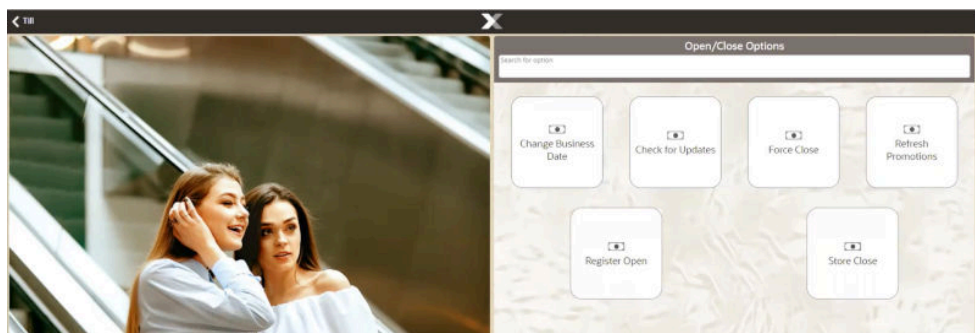 Till
Open/Close Options
Search for option
Change Business
Date
Check for Updates
Force Close
Refresh
Promotions
Register Open
Store Close